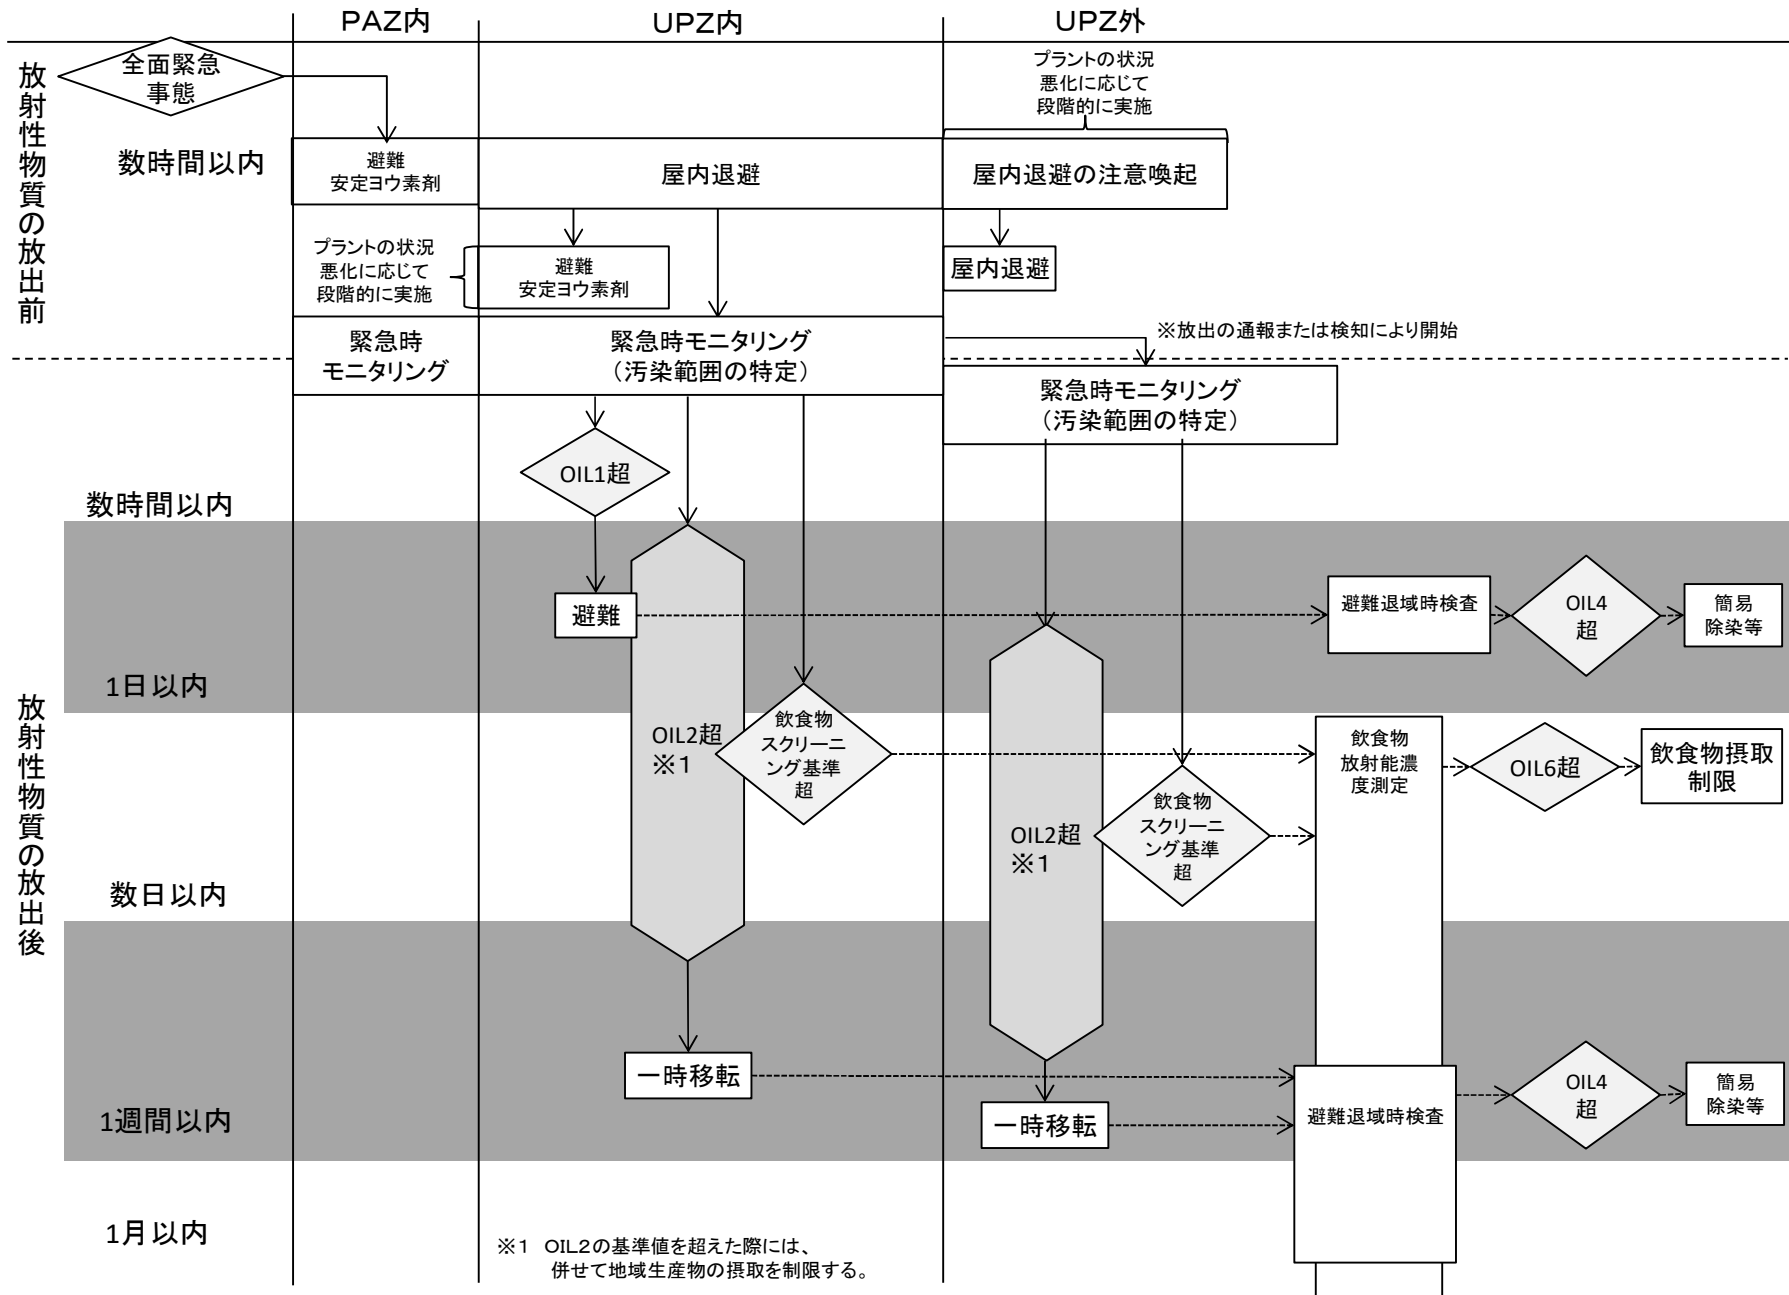 PAZ内
UPZ内
UPZ外
放射性物質の放出前
全面緊急
事態
プラントの状況
悪化に応じて
段階的に実施
数時間以内
避難
安定ヨウ素剤
屋内退避
屋内退避の注意喚起
プラントの状況
悪化に応じて
段階的に実施
避難
安定ヨウ素剤
屋内退避
緊急時
モニタリング
緊急時モニタリング
(汚染範囲の特定)
※放出の通報または検知により開始
緊急時モニタリング
(汚染範囲の特定)
放射性物質の放出後
OIL1超
数時間以内
避難
避難退域時検査
OIL4
超
簡易
除染等
1日以内
OIL2超
※1
飲食物
スクリーニ
ング基準
超
飲食物
放射能濃
度測定
OIL6超
飲食物摂取
制限
OIL2超
※1
飲食物
スクリーニ
ング基準
超
数日以内
一時移転
OIL4
超
簡易
除染等
1週間以内
一時移転
避難退域時検査
1月以内
※1 OIL2の基準値を超えた際には、
併せて地域生産物の摂取を制限する。